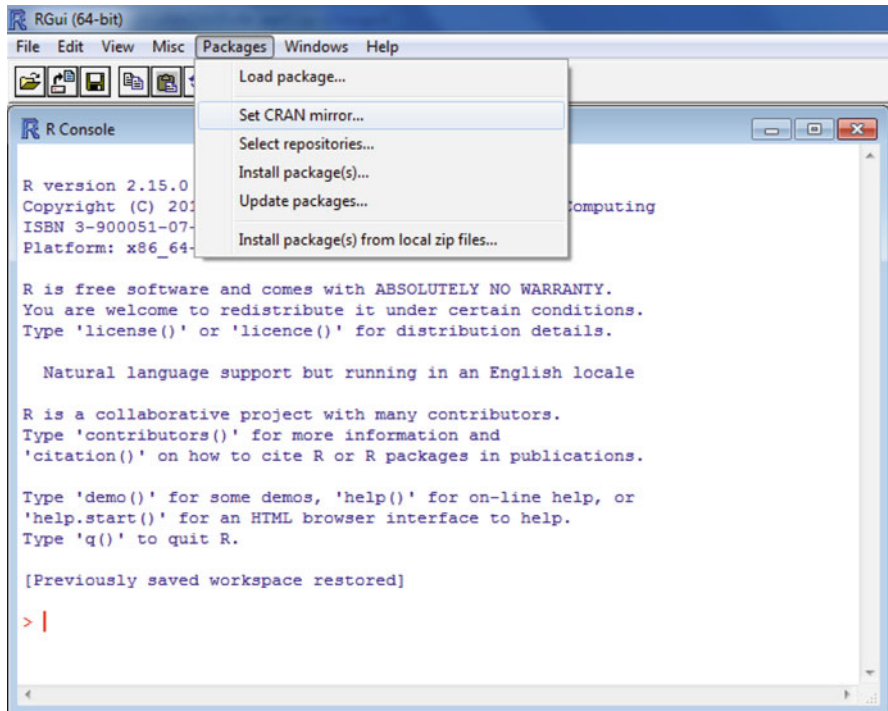 RGui (64-bit)
File Edit View Misc Packages Windows Help
Load package...
Set CRAN mirror...
Select repositories...
Install package(s)...
Update packages...
Install package(s) from local zip files...
R Console
R version 2.15.0
Copyright (C) 201 Computing
ISBN 3-900051-07-
Platform: x86_64-
R is free software and comes with ABSOLUTELY NO WARRANTY.
You are welcome to redistribute it under certain conditions.
Type 'license()' or 'licence()' for distribution details.
Natural language support but running in an English locale
R is a collaborative project with many contributors.
Type 'contributors()' for more information and
'citation()' on how to cite R or R packages in publications.
Type 'demo()' for some demos, 'help()' for on-line help, or
'help.start()' for an HTML browser interface to help.
Type 'q()' to quit R.
[Previously saved workspace restored]
>